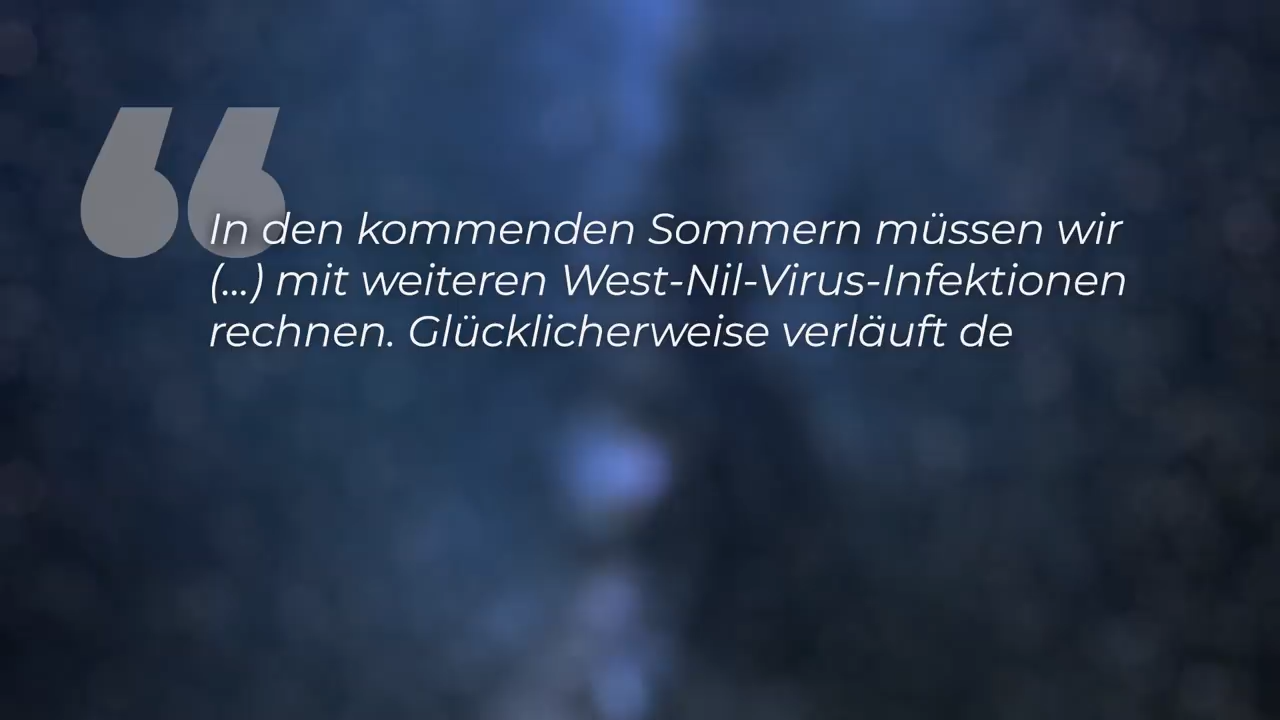 In den kommenden Sommern müssen wir
(...) mit weiteren West-Nil-Virus-Infektionen
rechnen. Glücklicherweise verläuft de